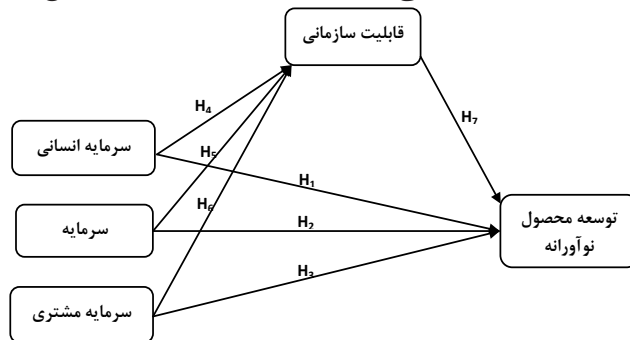 قابلیت سازمانی
H₄
H₇
سرمایه انسانی
H₅
H₁
H₆
سرمایه
H₂
توسعه محصول
نوآورانه
H₃
سرمایه مشتری